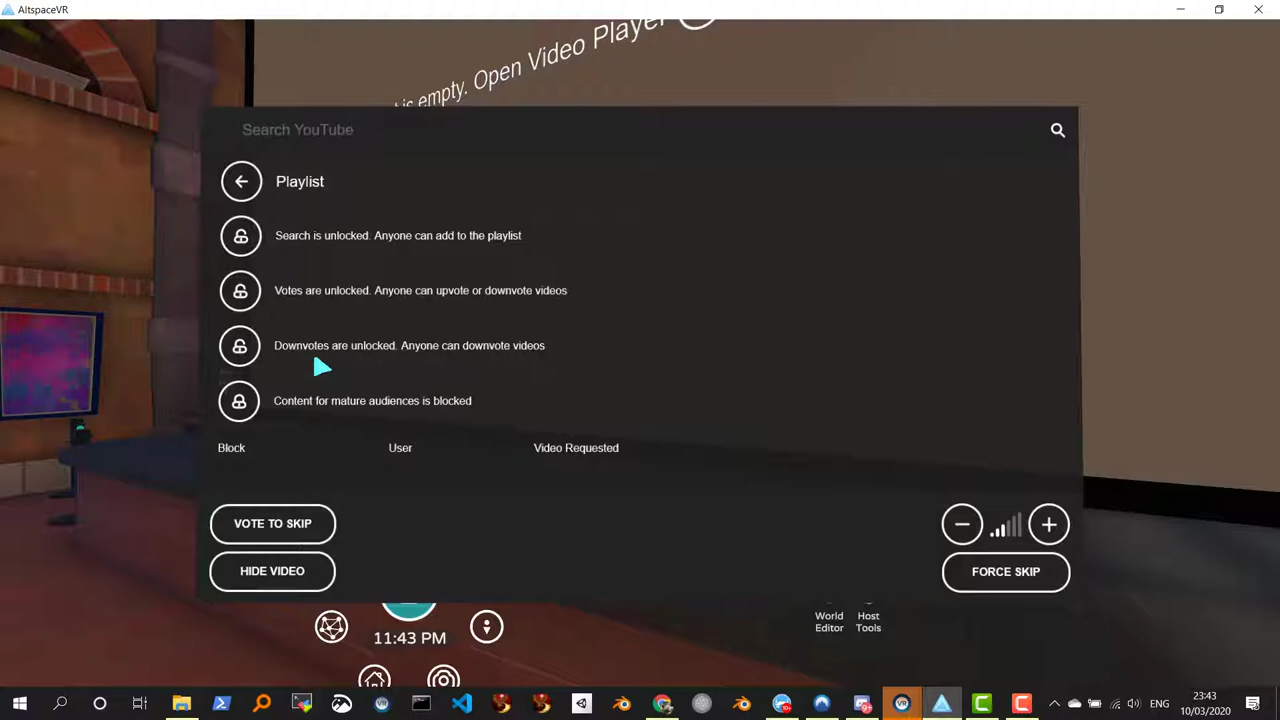 AltspaceVR
is empty. Open Video Player
Search YouTube
Playlist
Search is unlocked. Anyone can add to the playlist
Votes are unlocked. Anyone can upvote or downvote videos
Downvotes are unlocked. Anyone can downvote videos
Content for mature audiences is blocked
Block User Video Requested
VOTE TO SKIP
HIDE VIDEO
FORCE SKIP
11:43 PM
World Editor
Host Tools
ENG
23:43
10/03/2020